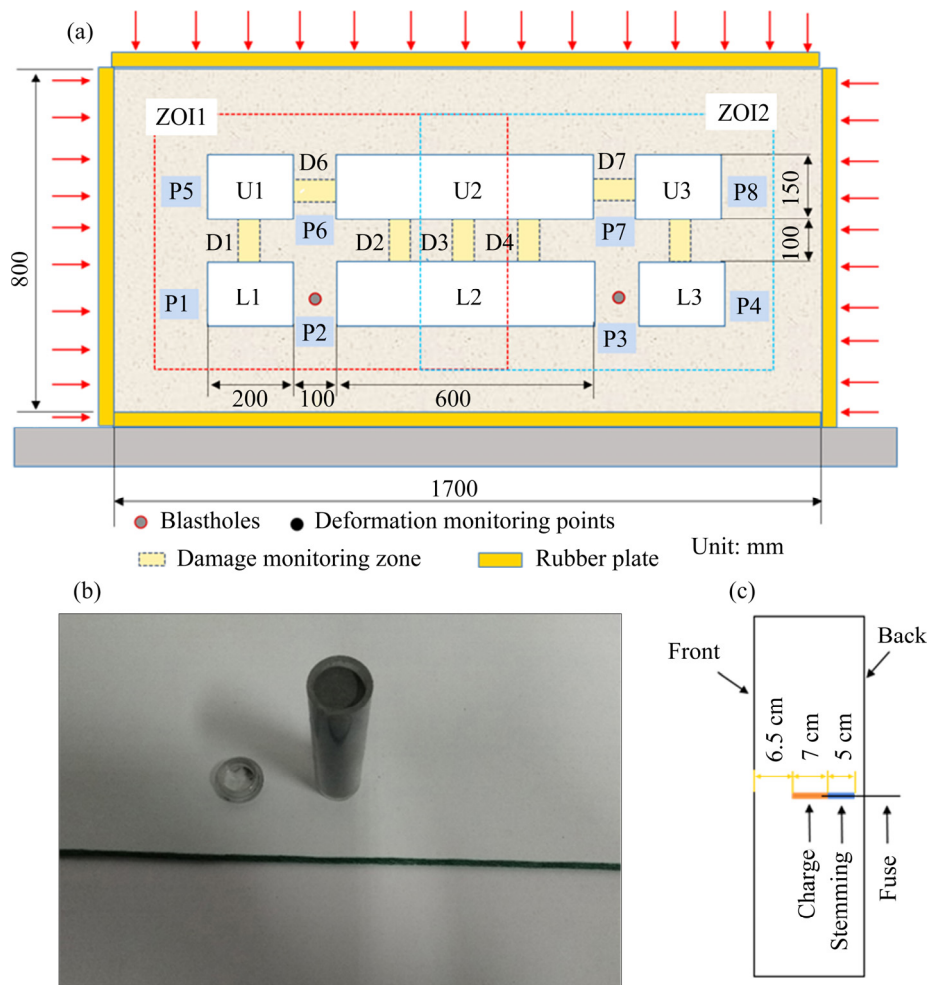 (a)
ZOI1
ZOI2
D6
D7
P5
U1
U2
U3
P8
150
P6
P7
D1
D2
D3
D4
100
800
P1
L1
L2
L3
P4
P2
P3
200
100
600
1700
Blastholes
Deformation monitoring points
Damage monitoring zone
Rubber plate
Unit: mm
(b)
(c)
Front
Back
6.5 cm
7 cm
5 cm
Charge
Stemming
Fuse